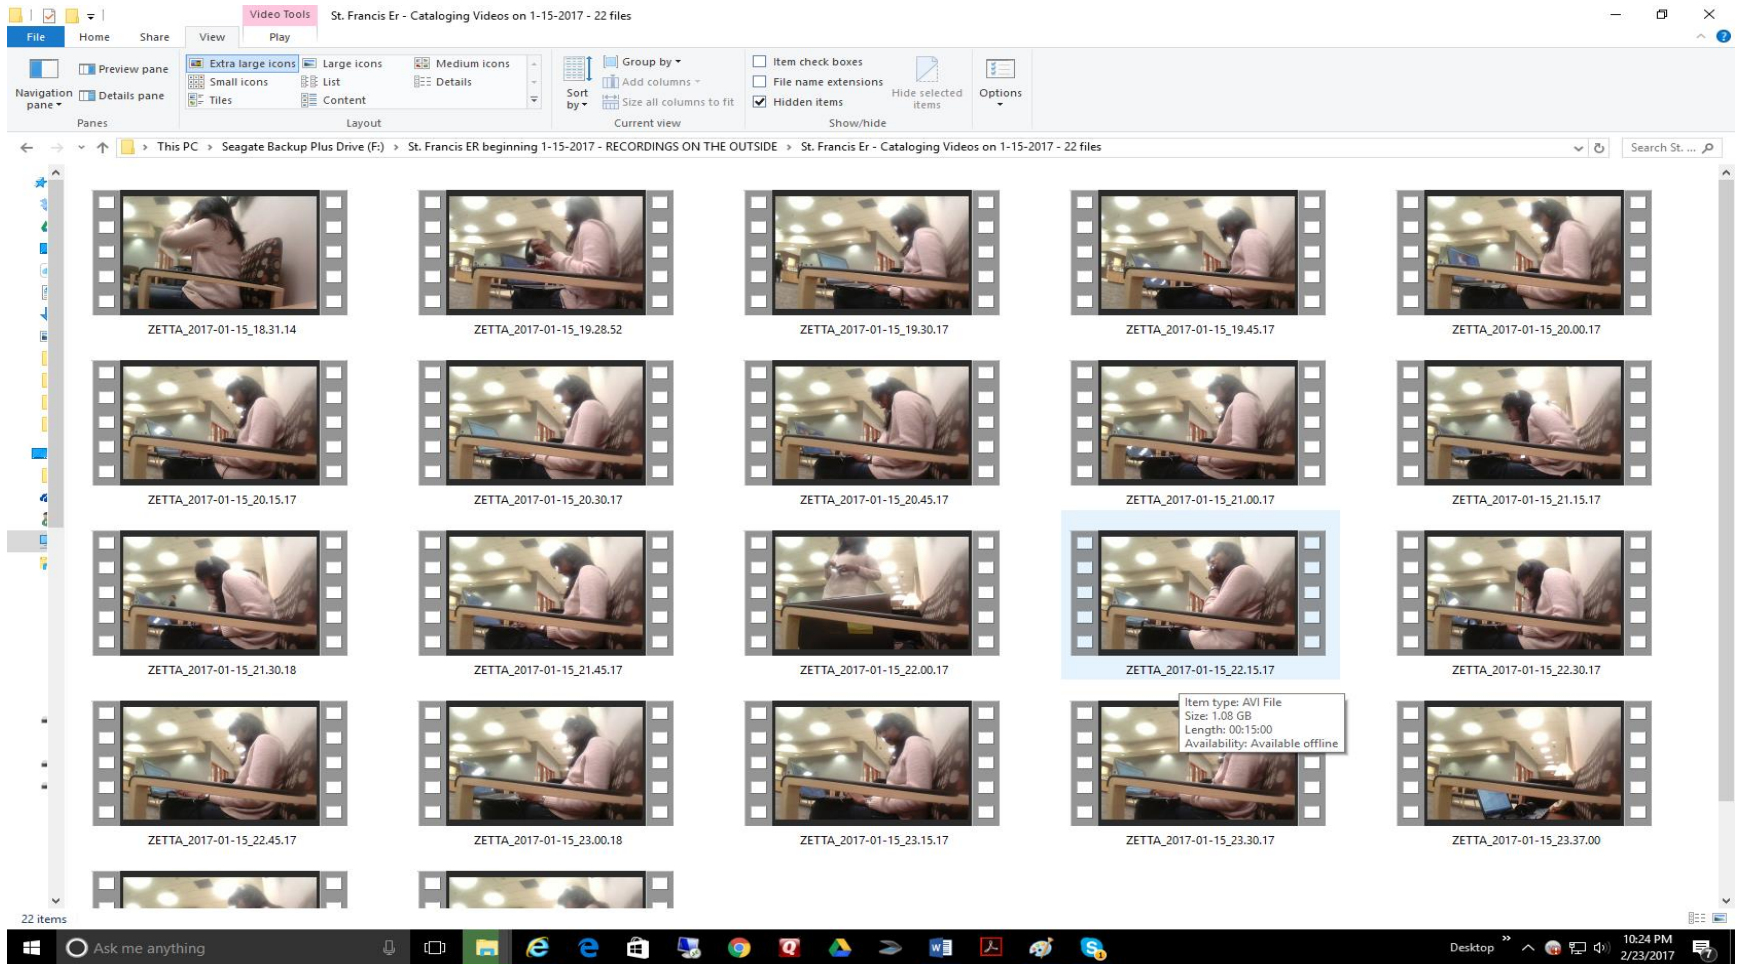 Video Tools St. Francis Er - Cataloging Videos on 1-15-2017 - 22 files
File Home Share View Play
Navigation pane
Preview pane
Details pane
Panes
Extra large icons Large icons Medium icons
Small icons List Details
Tiles Content
Layout
Sort by
Group by
Add columns
Size all columns to fit
Current view
Item check boxes
File name extensions
Hidden items
Hide selected items
Show/hide
Options
This PC > Seagate Backup Plus Drive (F:) > St. Francis ER beginning 1-15-2017 - RECORDINGS ON THE OUTSIDE > St. Francis Er - Cataloging Videos on 1-15-2017 - 22 files
Search St. ...
ZETTA_2017-01-15_18.31.14 ZETTA_2017-01-15_19.28.52 ZETTA_2017-01-15_19.30.17 ZETTA_2017-01-15_19.45.17 ZETTA_2017-01-15_20.00.17
ZETTA_2017-01-15_20.15.17 ZETTA_2017-01-15_20.30.17 ZETTA_2017-01-15_20.45.17 ZETTA_2017-01-15_21.00.17 ZETTA_2017-01-15_21.15.17
ZETTA_2017-01-15_21.30.18 ZETTA_2017-01-15_21.45.17 ZETTA_2017-01-15_22.00.17 ZETTA_2017-01-15_22.15.17 ZETTA_2017-01-15_22.30.17
Item type: AVI File
Size: 1.08 GB
Length: 00:15:00
Availability: Available offline
ZETTA_2017-01-15_22.45.17 ZETTA_2017-01-15_23.00.18 ZETTA_2017-01-15_23.15.17 ZETTA_2017-01-15_23.30.17 ZETTA_2017-01-15_23.37.00
22 items
Ask me anything
Desktop
10:24 PM
2/23/2017